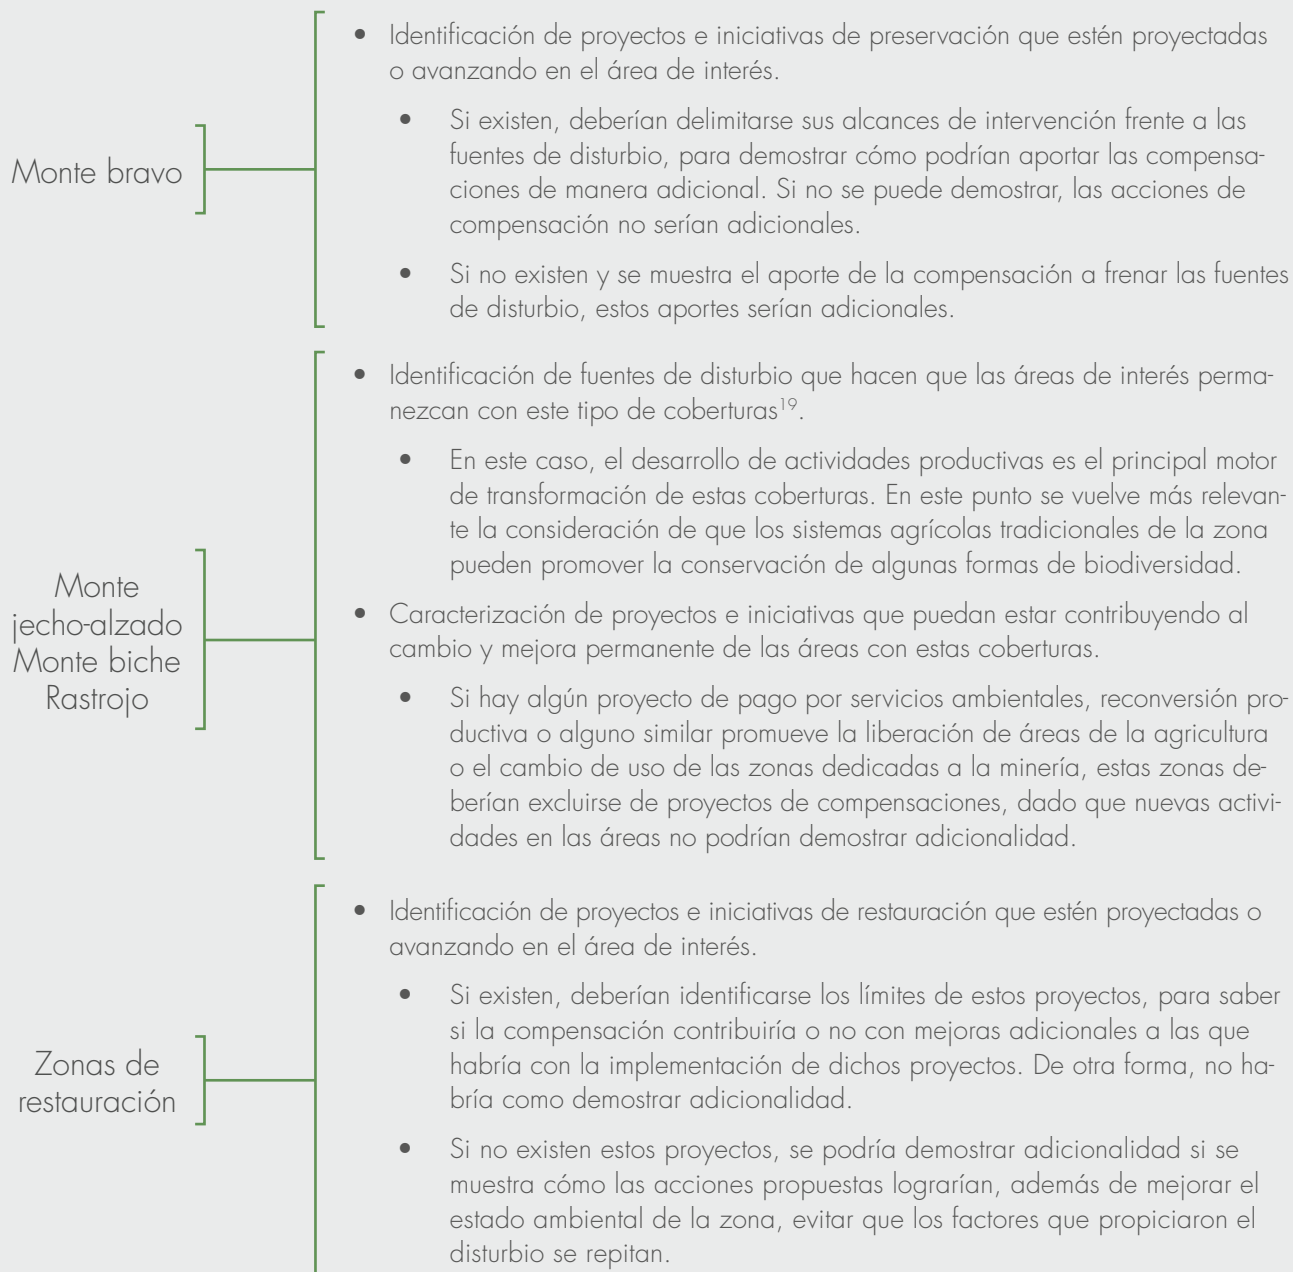 Monte bravo
• Identificación de proyectos e iniciativas de preservación que estén proyectadas
o avanzando en el área de interés.
• Si existen, deberían delimitarse sus alcances de intervención frente a las
fuentes de disturbio, para demostrar cómo podrían aportar las compensa-
ciones de manera adicional. Si no se puede demostrar, las acciones de
compensación no serían adicionales.
• Si no existen y se muestra el aporte de la compensación a frenar las fuentes
de disturbio, estos aportes serían adicionales.
Monte
jecho-alzado
Monte biche
Rastrojo
• Identificación de fuentes de disturbio que hacen que las áreas de interés perma-
nezcan con este tipo de coberturas19.
• En este caso, el desarrollo de actividades productivas es el principal motor
de transformación de estas coberturas. En este punto se vuelve más relevan-
te la consideración de que los sistemas agrícolas tradicionales de la zona
pueden promover la conservación de algunas formas de biodiversidad.
• Caracterización de proyectos e iniciativas que puedan estar contribuyendo al
cambio y mejora permanente de las áreas con estas coberturas.
• Si hay algún proyecto de pago por servicios ambientales, reconversión pro-
ductiva o alguno similar promueve la liberación de áreas de la agricultura
o el cambio de uso de las zonas dedicadas a la minería, estas zonas de-
berían excluirse de proyectos de compensaciones, dado que nuevas activi-
dades en las áreas no podrían demostrar adicionalidad.
Zonas de
restauración
• Identificación de proyectos e iniciativas de restauración que estén proyectadas o
avanzando en el área de interés.
• Si existen, deberían identificarse los límites de estos proyectos, para saber
si la compensación contribuiría o no con mejoras adicionales a las que
habría con la implementación de dichos proyectos. De otra forma, no ha-
bría como demostrar adicionalidad.
• Si no existen estos proyectos, se podría demostrar adicionalidad si se
muestra cómo las acciones propuestas lograrían, además de mejorar el
estado ambiental de la zona, evitar que los factores que propiciaron el
disturbio se repitan.